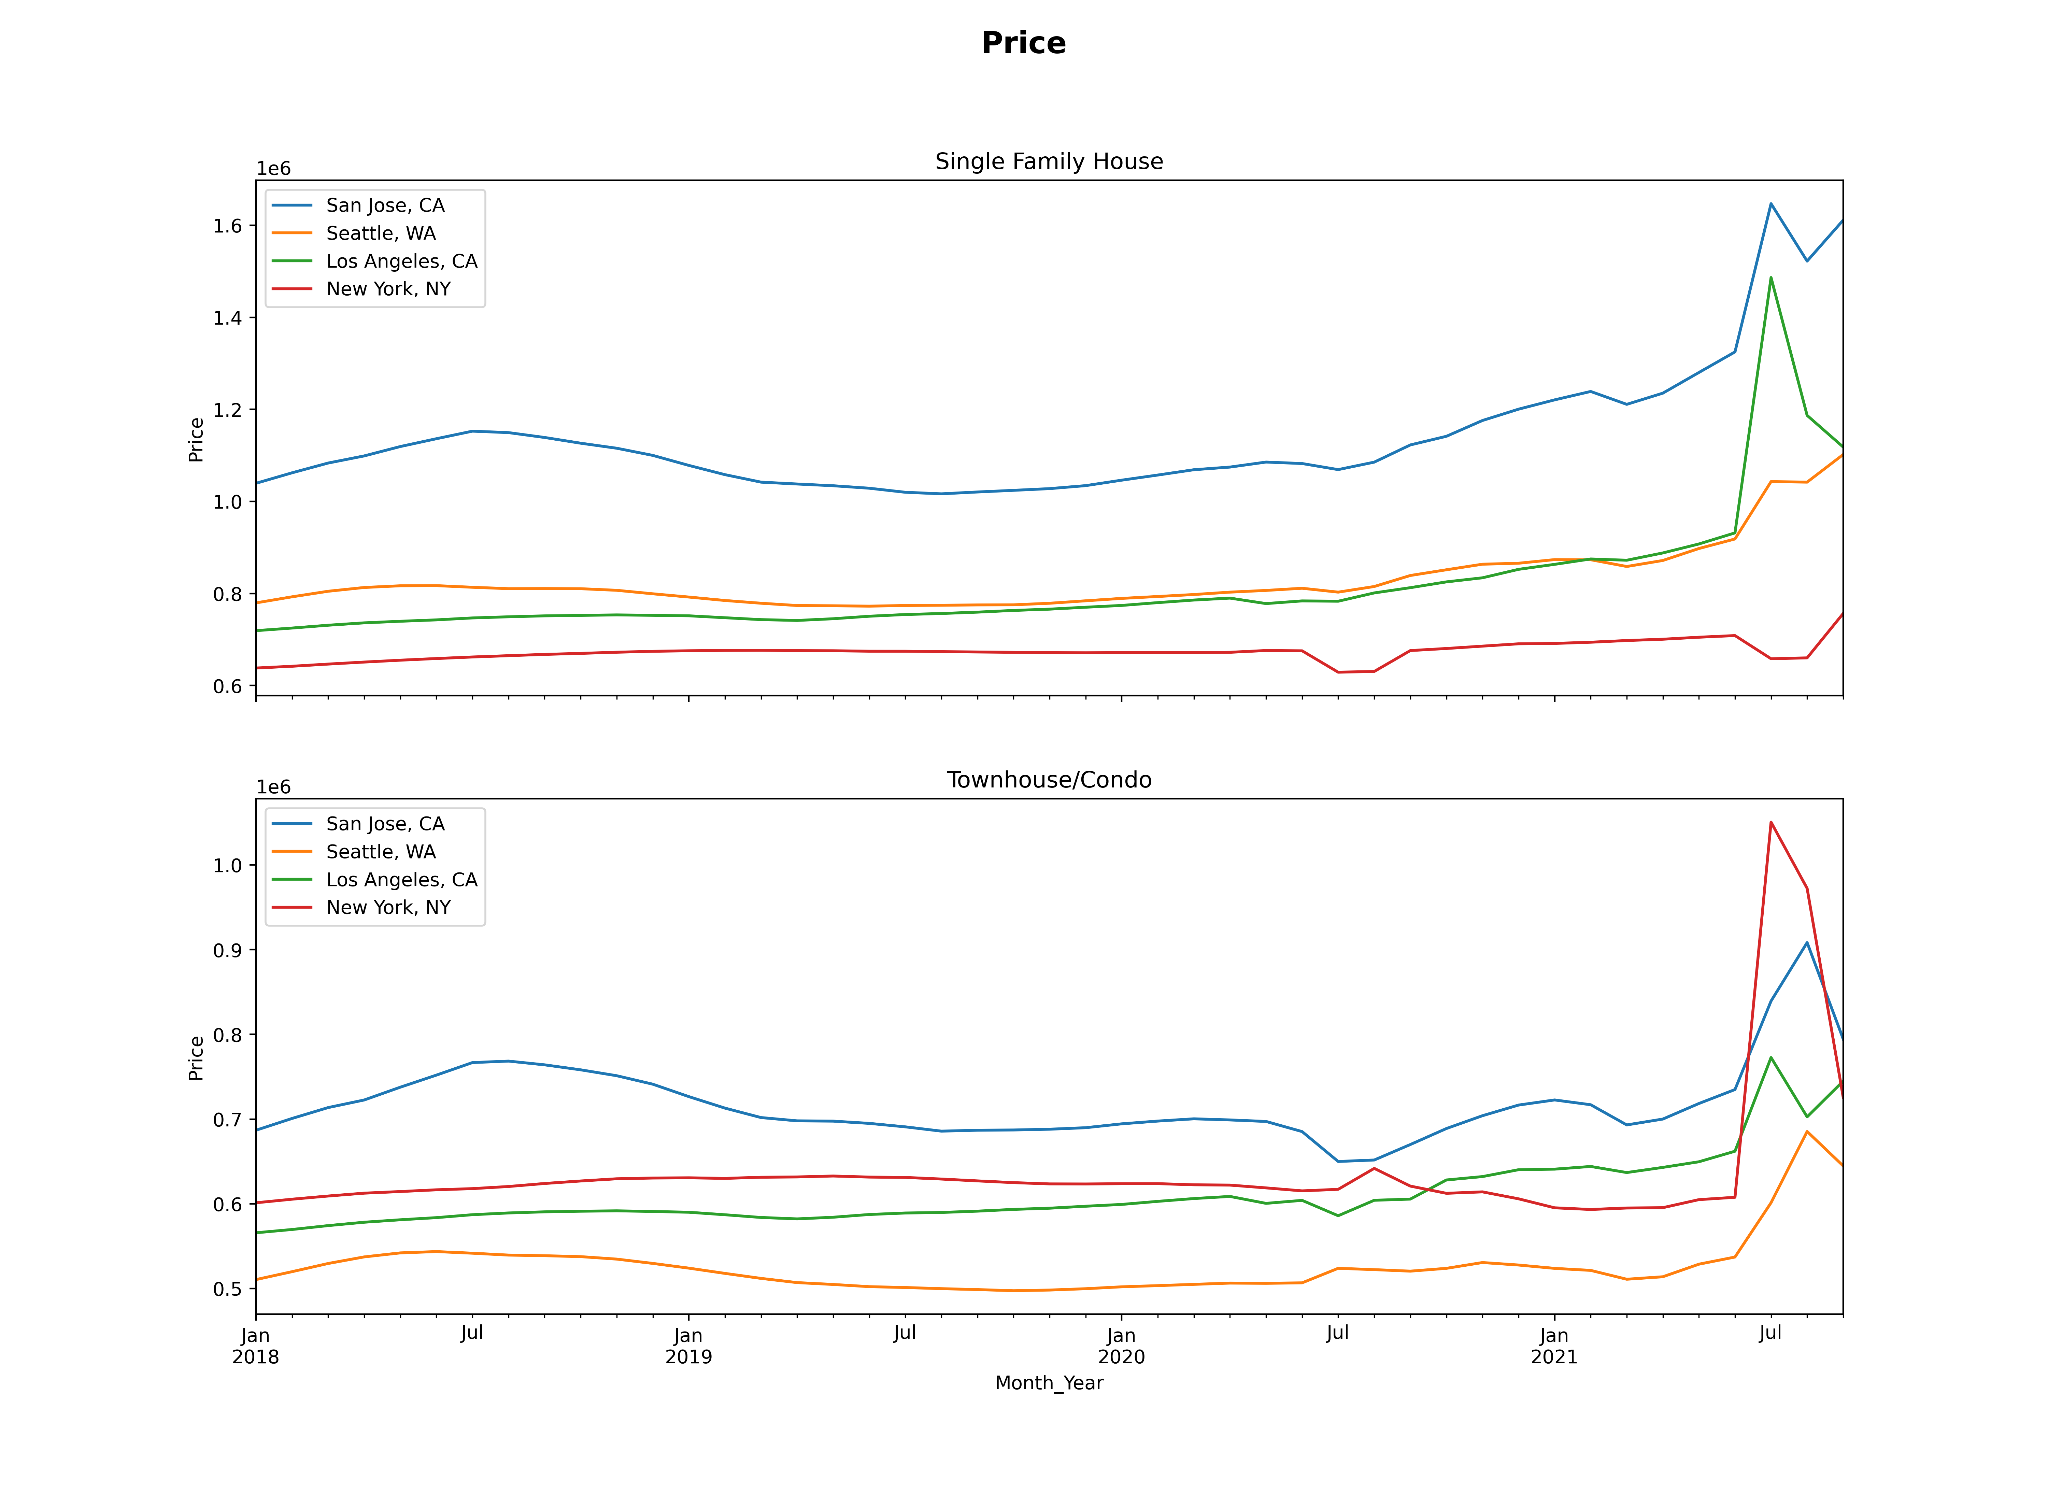 Price
Single Family House
1e6
San Jose, CA
Seattle, WA
Los Angeles, CA
New York, NY
1.6
1.4
1.2
1.0
0.8
0.6
Price
Townhouse/Condo
1e6
San Jose, CA
Seattle, WA
Los Angeles, CA
New York, NY
1.0
0.9
0.8
0.7
0.6
0.5
Price
Jan Jul Jan Jul Jan Jul Jan Jul
2018 2019 2020 2021
Month_Year